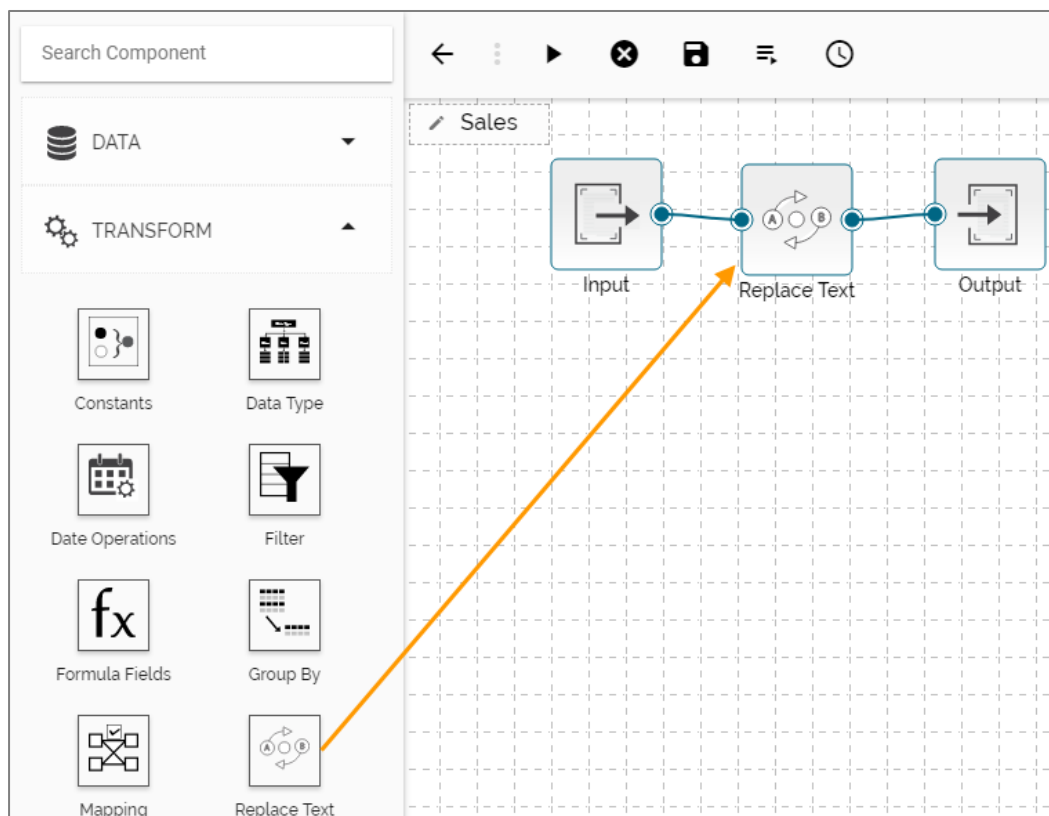 Search Component
Sales
DATA
TRANSFORM
A B
Input
Replace Text
Output
Constants
Data Type
Date Operations
Filter
fx
Formula Fields
Group By
A B
Mapping
Replace Text